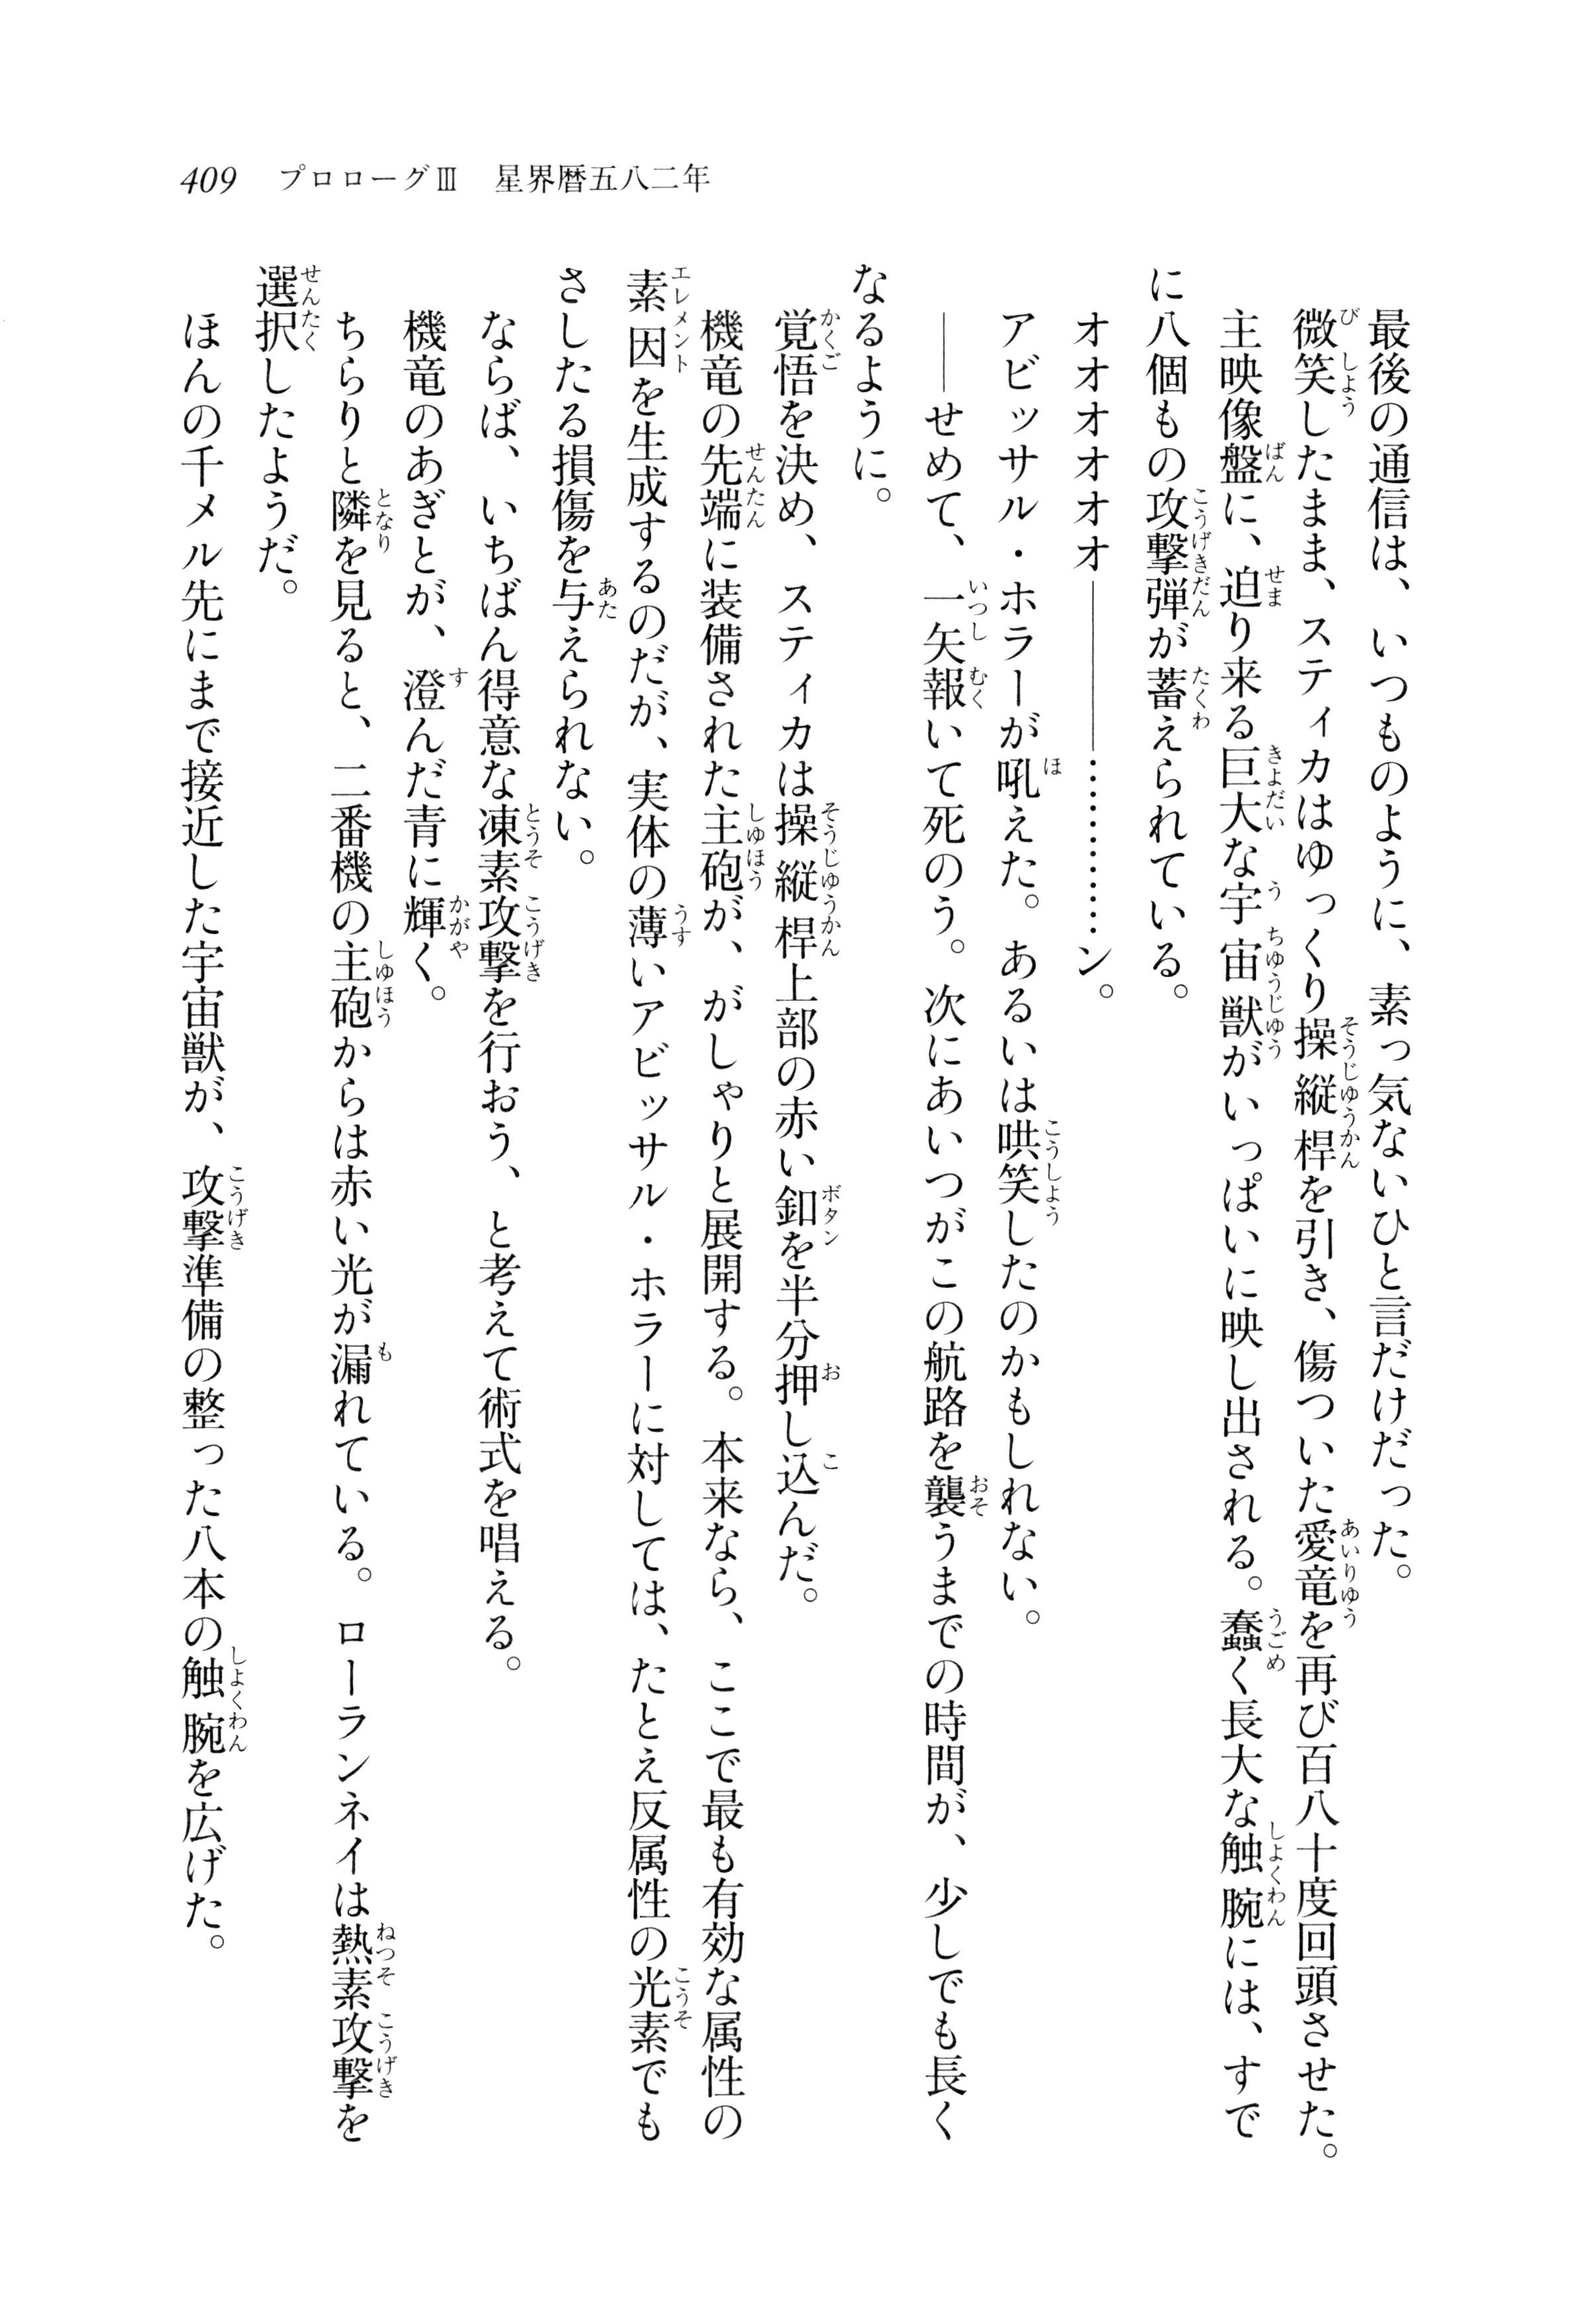 409　プロローグⅢ　星界暦五八二年
最後の通信は、いつものように、素っ気ないひと言だけだった。
微笑したまま、スティカはゆっくり操縦桿を引き、傷ついた愛竜を再び百八十度回頭させた。
主映像盤に、迫り来る巨大な宇宙獣がいっぱいに映し出される。蠢く長大な触腕には、すで
に八個もの攻撃弾が蓄えられている。
オオオオオオ――――…………ン。
アビッサル・ホラーが吼えた。あるいは哄笑したのかもしれない。
――せめて、一矢報いて死のう。次にあいつがこの航路を襲うまでの時間が、少しでも長く
なるように。
覚悟を決め、スティカは操縦桿上部の赤い釦を半分押し込んだ。
機竜の先端に装備された主砲が、がしゃりと展開する。本来なら、ここで最も有効な属性の
素因を生成するのだが、実体の薄いアビッサル・ホラーに対しては、たとえ反属性の光素でも
さしたる損傷を与えられない。
ならば、いちばん得意な凍素攻撃を行おう、と考えて術式を唱える。
機竜のあぎとが、澄んだ青に輝く。
ちらりと隣を見ると、二番機の主砲からは赤い光が漏れている。ローランネイは熱素攻撃を
選択したようだ。
ほんの千メル先にまで接近した宇宙獣が、攻撃準備の整った八本の触腕を広げた。